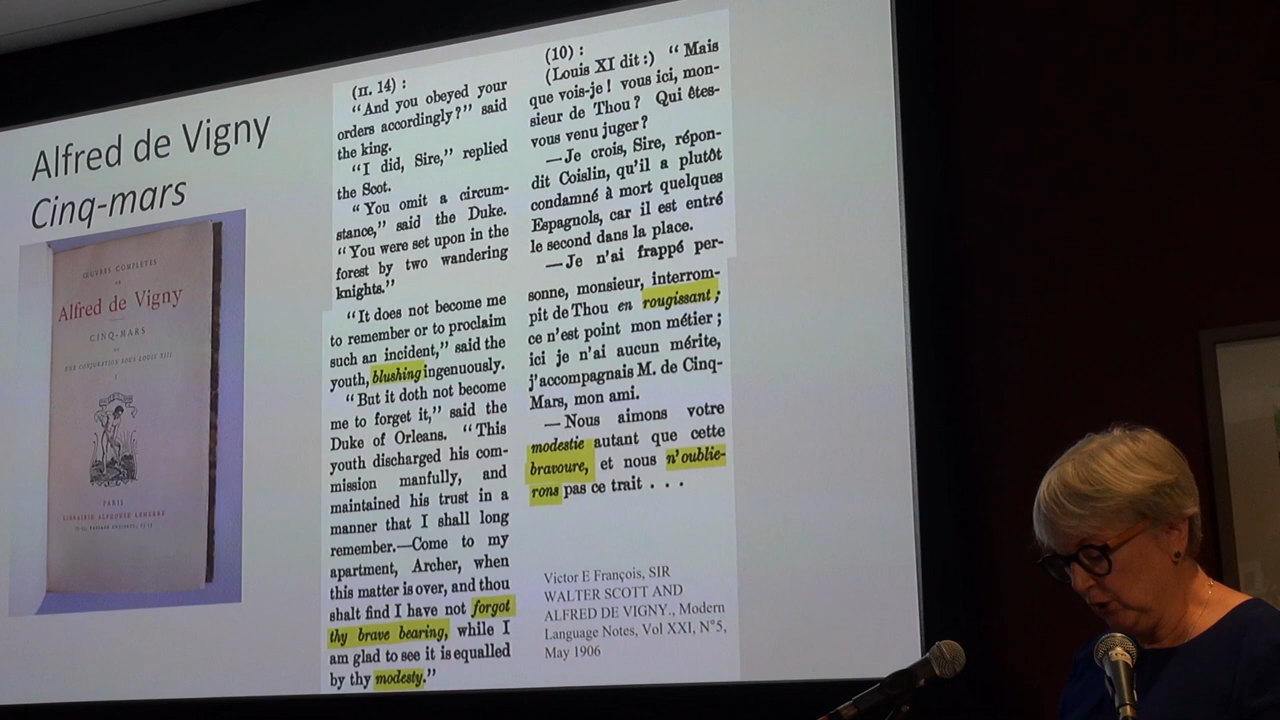 Alfred de Vigny
Cinq-mars
ŒUVRES COMPLÈTES
DE
Alfred de Vigny
CINQ-MARS
OU
UNE CONJURATION SOUS LOUIS XIII
I
PARIS
LIBRAIRIE ALPHONSE LEMERRE
(II. 14) :
“And you obeyed your
orders accordingly?” said
the king.
“I did, Sire,” replied
the Scot.
“You omit a circum-
stance,” said the Duke.
“You were set upon in the
forest by two wandering
knights.”
“It does not become me
to remember or to proclaim
such an incident,” said the
youth, blushing ingenuously.
“But it doth not become
me to forget it,” said the
Duke of Orleans. “This
youth discharged his com-
mission manfully, and
maintained his trust in a
manner that I shall long
remember.—Come to my
apartment, Archer, when
this matter is over, and thou
shalt find I have not forgot
thy brave bearing, while I
am glad to see it is equalled
by thy modesty.”
(10) :
(Louis XI dit :) “Mais
que vois-je! vous ici, mon-
sieur de Thou? Qui êtes-
vous venu juger?
—Je crois, Sire, répon-
dit Coislin, qu'il a plutôt
condamné à mort quelques
Espagnols, car il est entré
le second dans la place.
—Je n'ai frappé per-
sonne, monsieur, interrom-
pit de Thou en rougissant;
ce n'est point mon métier;
ici je n'ai aucun mérite,
j'accompagnais M. de Cinq-
Mars, mon ami.
—Nous aimons votre
modestie autant que cette
bravoure, et nous n'oublie-
rons pas ce trait . . .
Victor E François, SIR
WALTER SCOTT AND
ALFRED DE VIGNY., Modern
Language Notes, Vol XXI, N°5,
May 1906